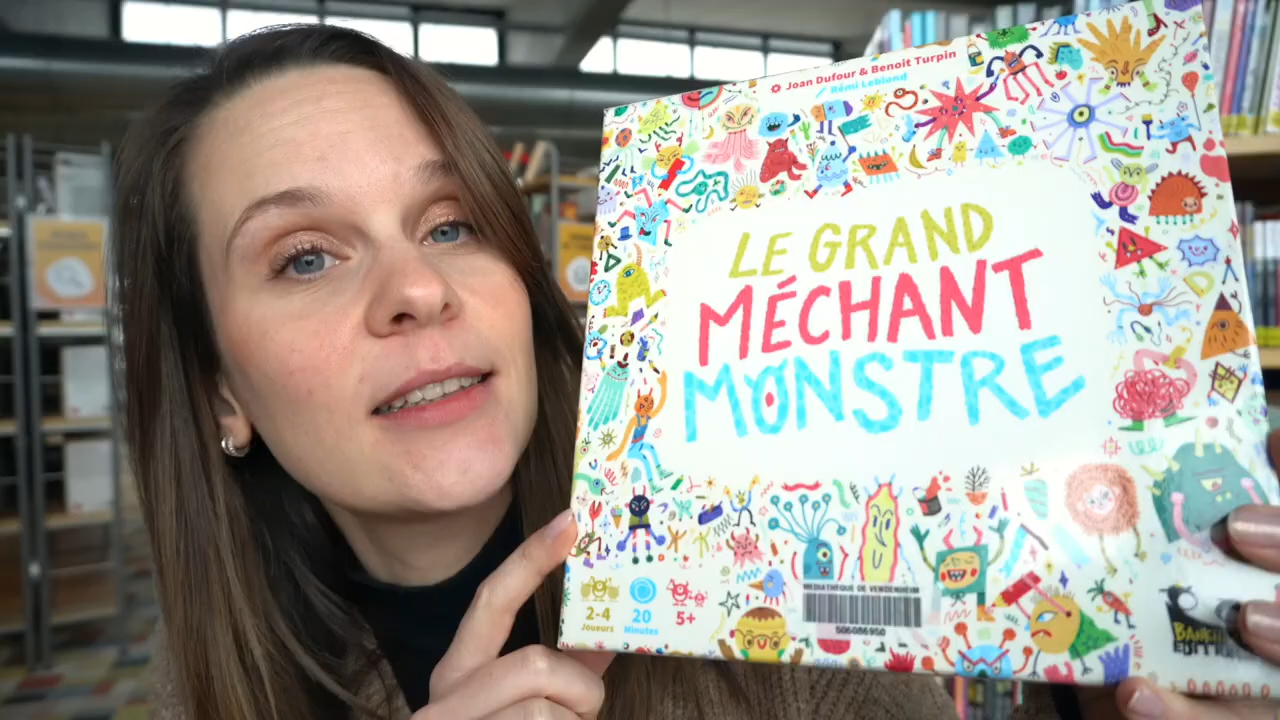 Joan Dufour & Benoit Turpin
Rémi Leblond
LE GRAND
MÉCHANT
MONSTRE
2-4
Joueurs
20
Minutes
5+
MEDIATHEQUE DE VENDENHEIM
506086950